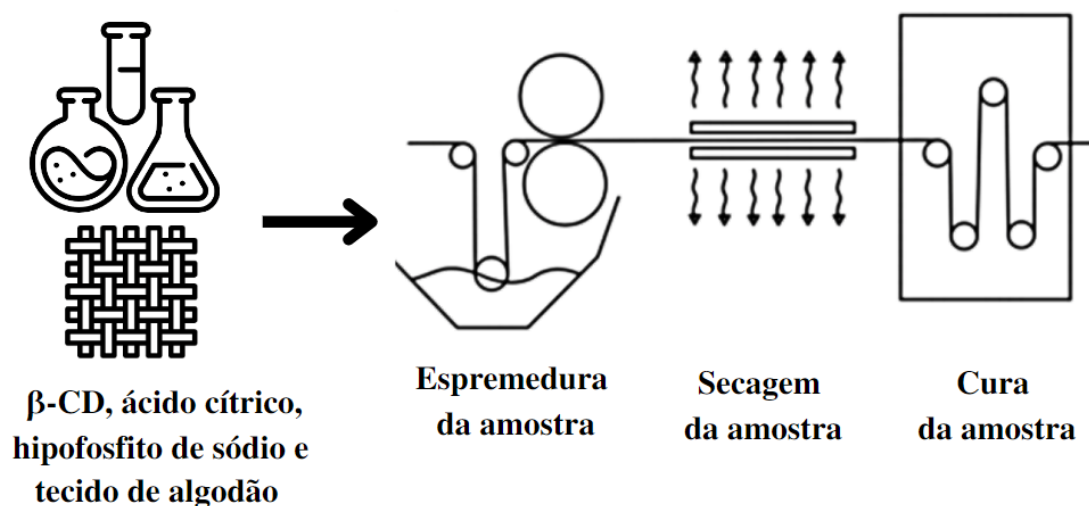 β-CD, ácido cítrico,
hipofosfito de sódio e
tecido de algodão
Espremedura
da amostra
Secagem
da amostra
Cura
da amostra